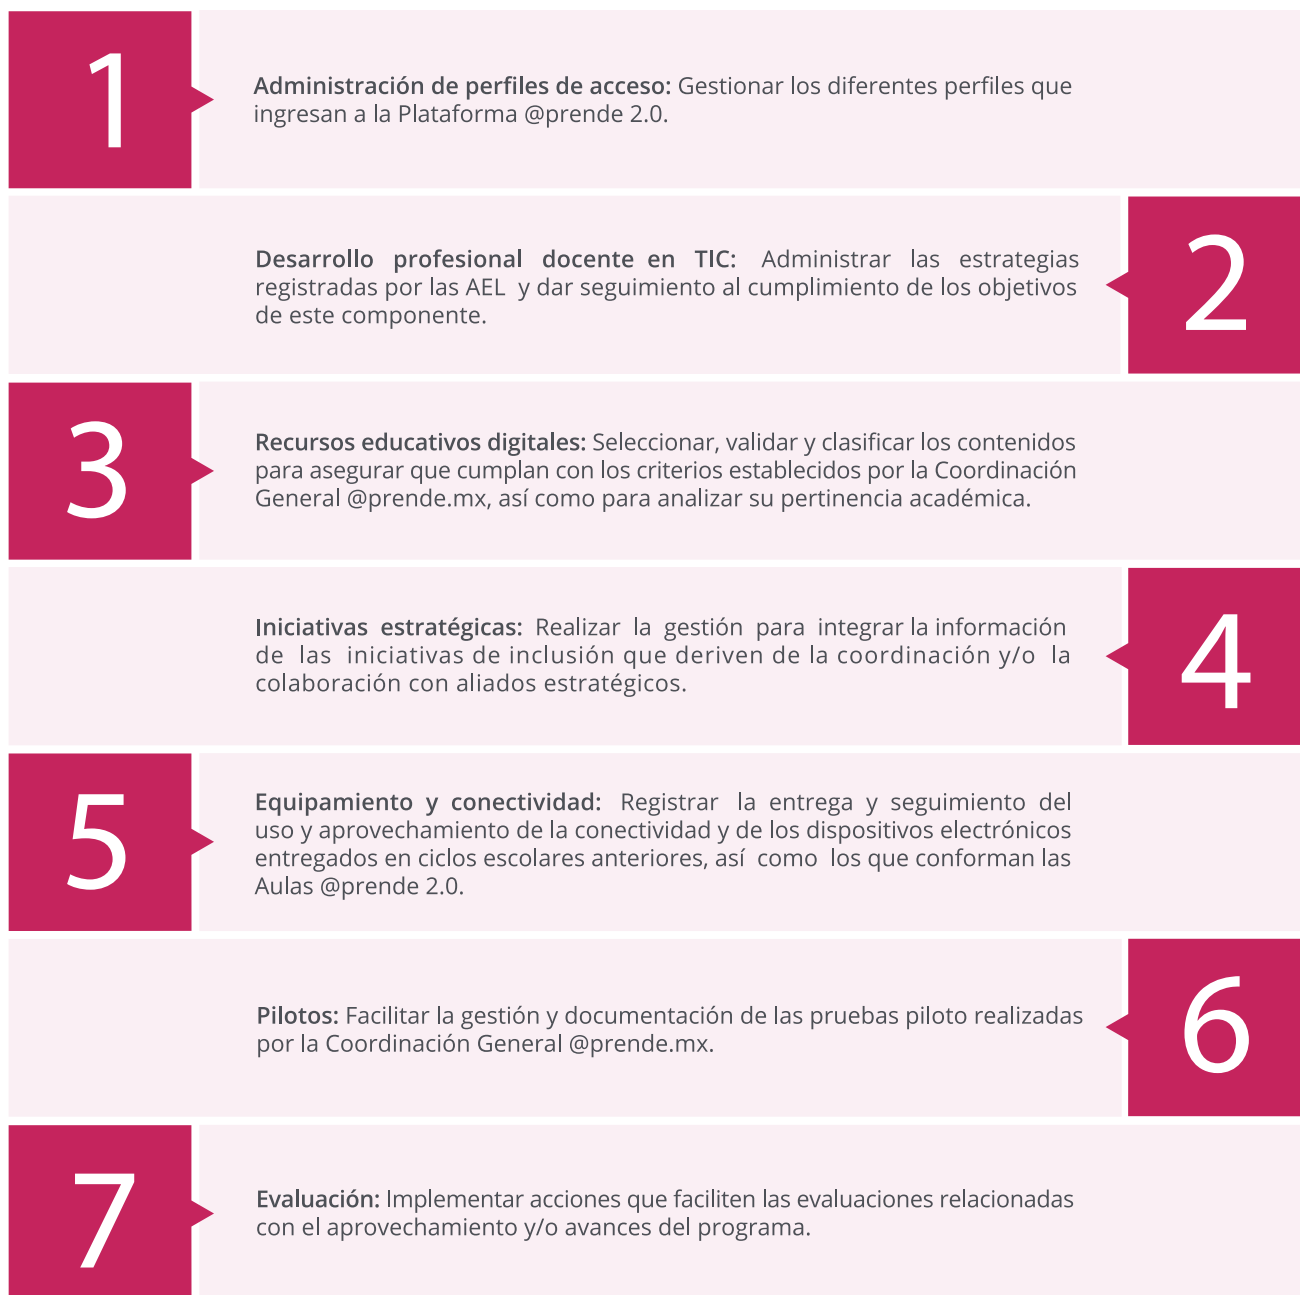 1
Administración de perfiles de acceso: Gestionar los diferentes perfiles que
ingresan a la Plataforma @prende 2.0.
Desarrollo profesional docente en TIC: Administrar las estrategias
registradas por las AEL y dar seguimiento al cumplimiento de los objetivos
de este componente.
2
3
Recursos educativos digitales: Seleccionar, validar y clasificar los contenidos
para asegurar que cumplan con los criterios establecidos por la Coordinación
General @prende.mx, así como para analizar su pertinencia académica.
Iniciativas estratégicas: Realizar la gestión para integrar la información
de las iniciativas de inclusión que deriven de la coordinación y/o la
colaboración con aliados estratégicos.
4
5
Equipamiento y conectividad: Registrar la entrega y seguimiento del
uso y aprovechamiento de la conectividad y de los dispositivos electrónicos
entregados en ciclos escolares anteriores, así como los que conforman las
Aulas @prende 2.0.
Pilotos: Facilitar la gestión y documentación de las pruebas piloto realizadas
por la Coordinación General @prende.mx.
6
7
Evaluación: Implementar acciones que faciliten las evaluaciones relacionadas
con el aprovechamiento y/o avances del programa.